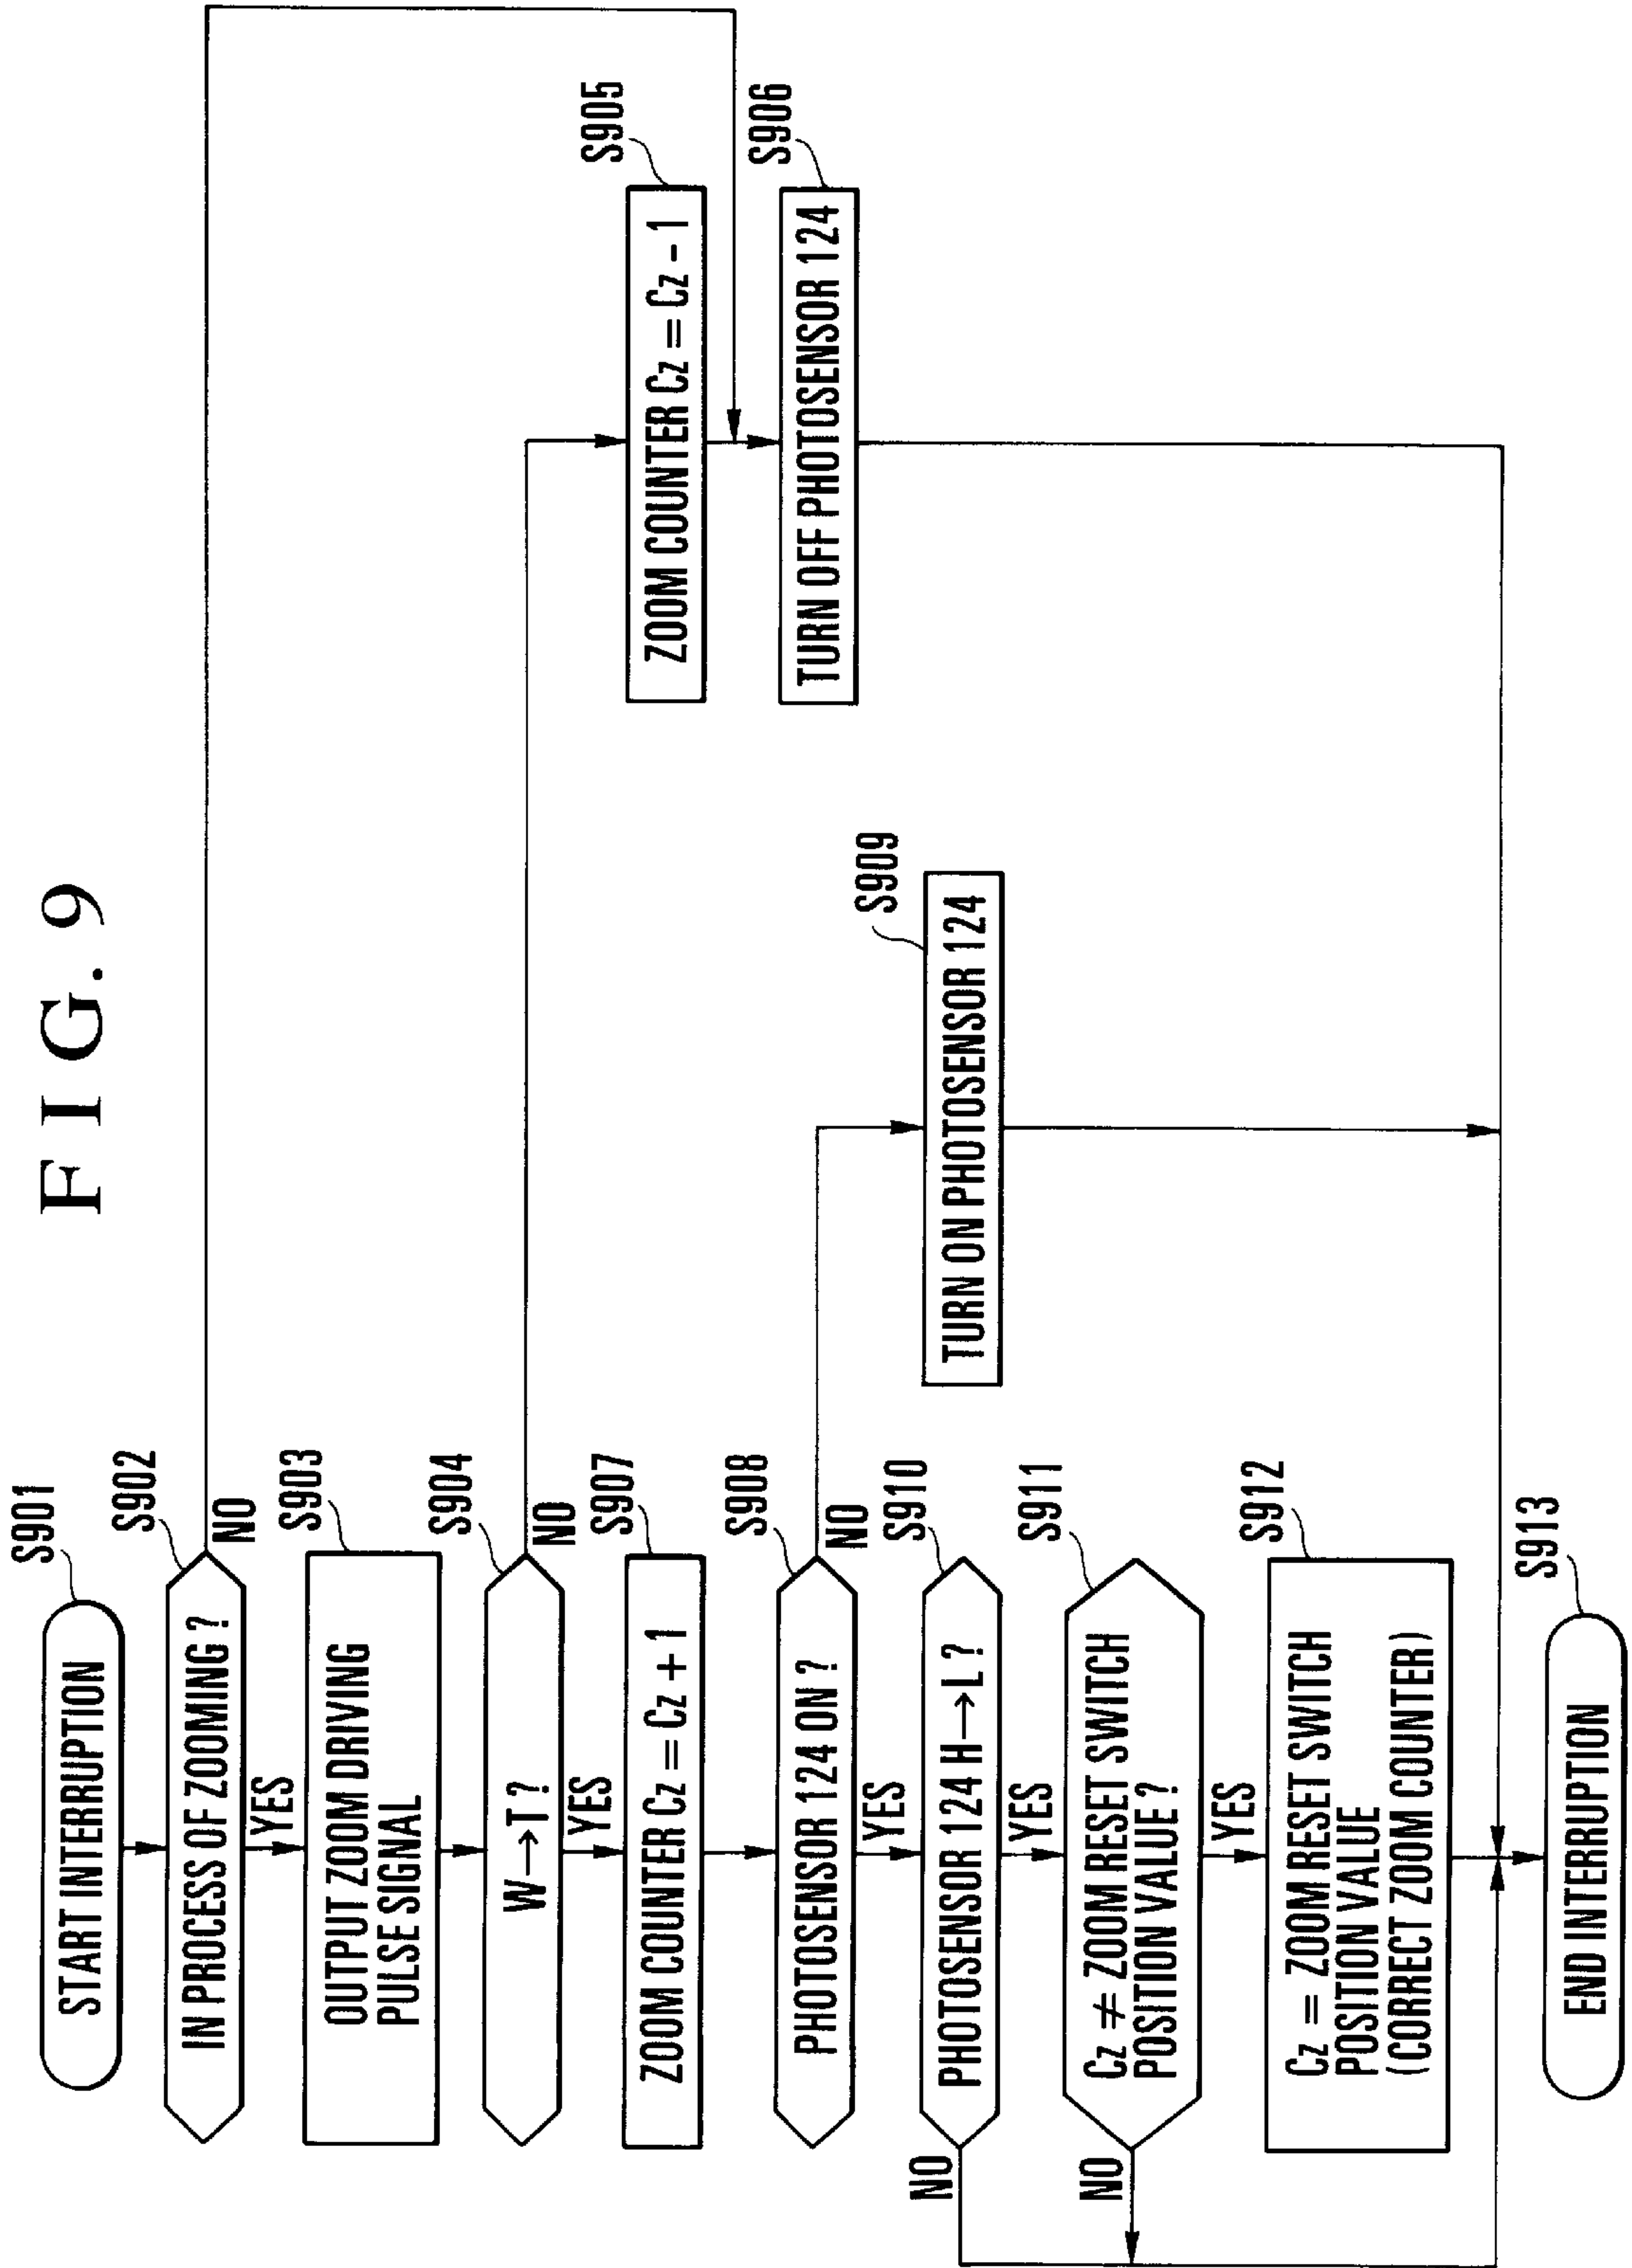 FIG. 9
S901
START INTERRUPTION
S902
IN PROCESS OF ZOOMING ?
NO
YES
S903
OUTPUT ZOOM DRIVING
PULSE SIGNAL
S904
W→T ?
NO
YES
S905
ZOOM COUNTER Cz = Cz − 1
S906
TURN OFF PHOTOSENSOR 124
S907
ZOOM COUNTER Cz = Cz + 1
S908
PHOTOSENSOR 124 ON ?
NO
YES
S909
TURN ON PHOTOSENSOR 124
S910
PHOTOSENSOR 124 H→L ?
NO
YES
S911
Cz ≠ ZOOM RESET SWITCH
POSITION VALUE ?
NO
YES
S912
Cz = ZOOM RESET SWITCH
POSITION VALUE
(CORRECT ZOOM COUNTER)
S913
END INTERRUPTION